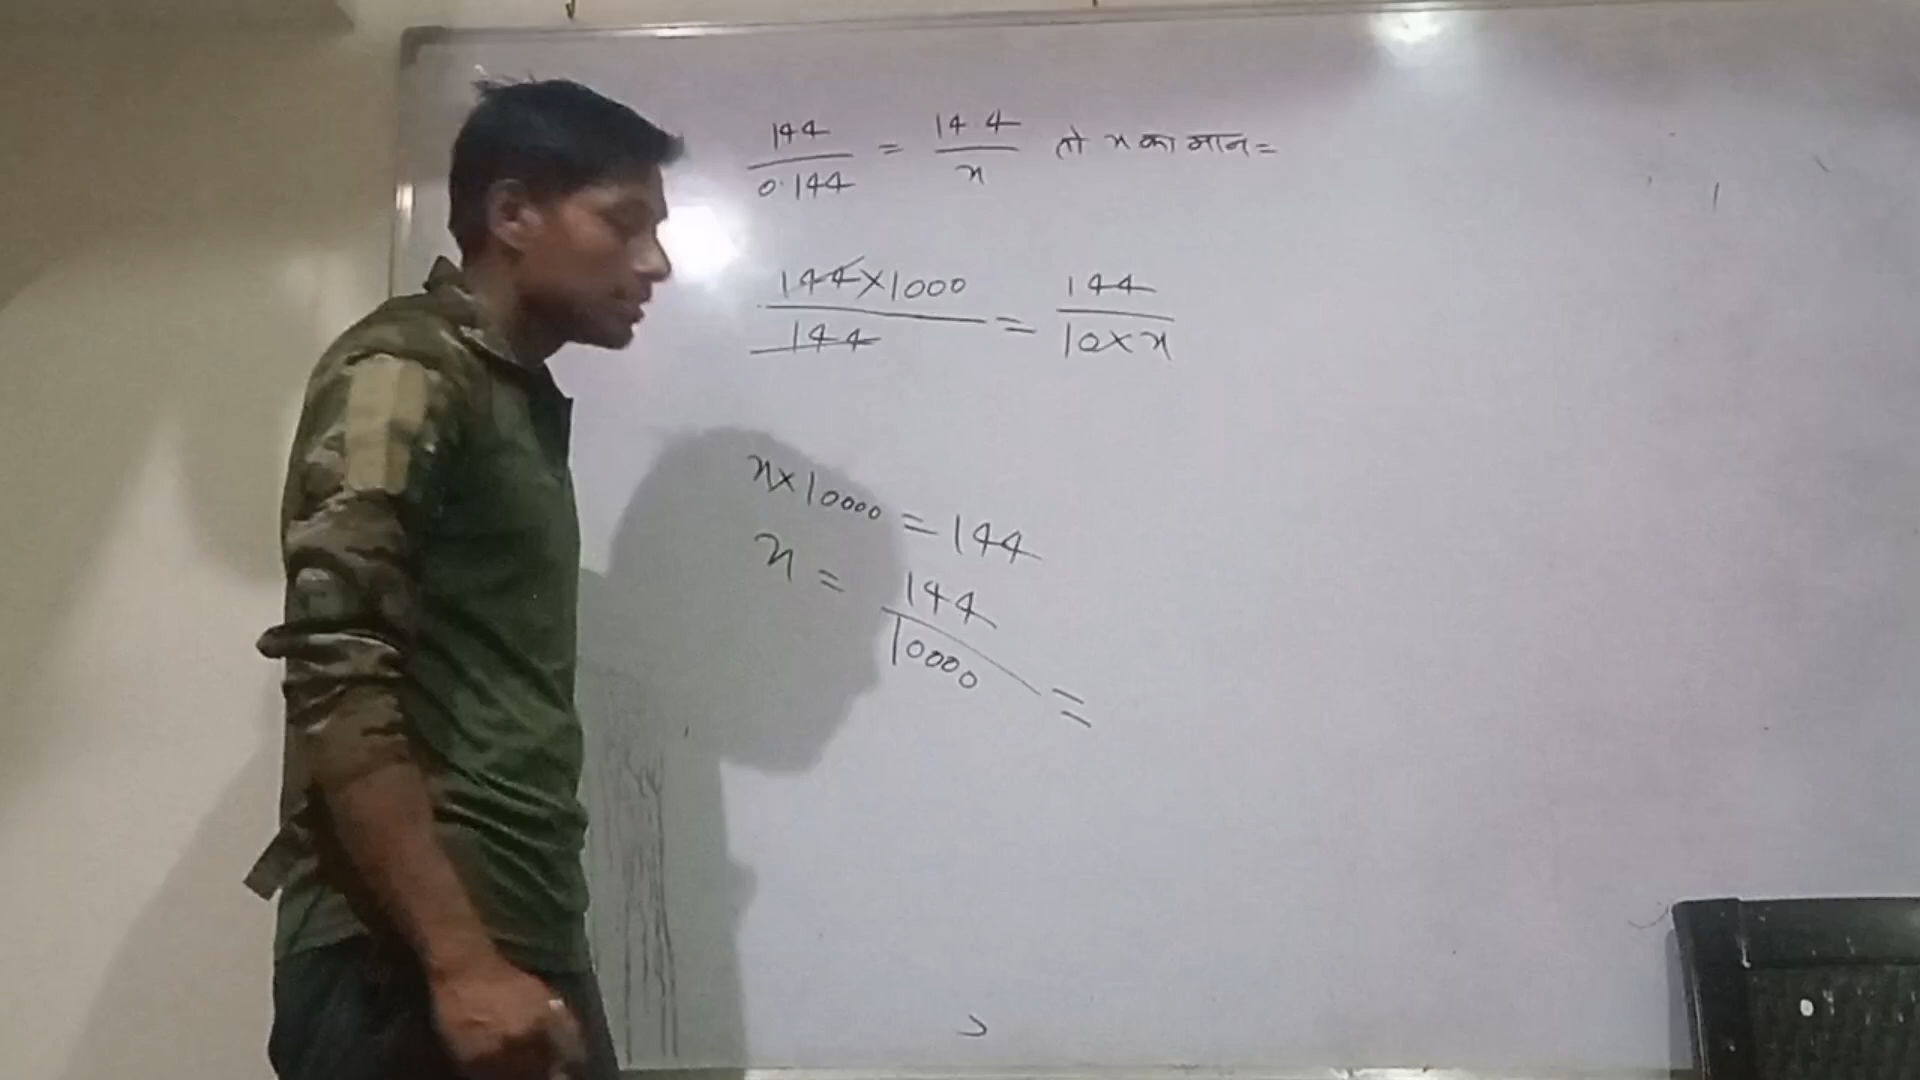 144/0.144 = 14.4/x तो x का मान =
144×1000/144 = 144/10×x
x×10000 = 144
x = 144/10000 =